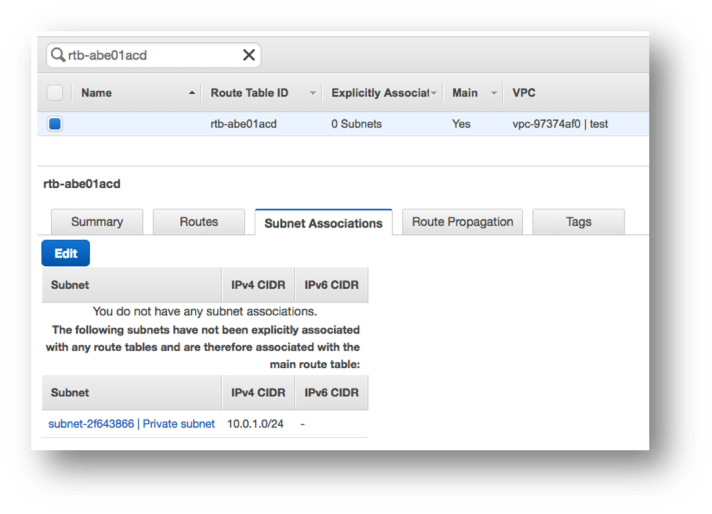 rtb-abe01acd
Name Route Table ID Explicitly Associat Main VPC
rtb-abe01acd 0 Subnets Yes vpc-97374af0 | test
rtb-abe01acd
Summary Routes Subnet Associations Route Propagation Tags
Edit
Subnet IPv4 CIDR IPv6 CIDR
You do not have any subnet associations.
The following subnets have not been explicitly associated
with any route tables and are therefore associated with the
main route table:
Subnet IPv4 CIDR IPv6 CIDR
subnet-2f643866 | Private subnet 10.0.1.0/24 -